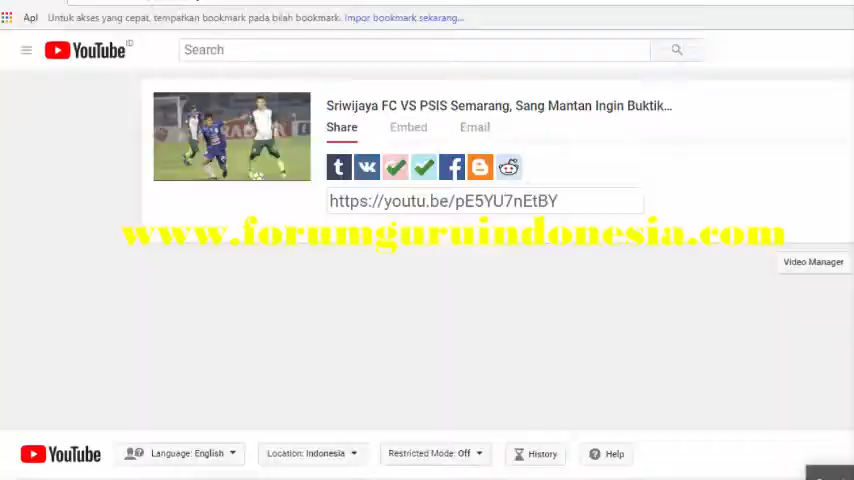 Apl Untuk akses yang cepat, tempatkan bookmark pada bilah bookmark. Impor bookmark sekarang...
YouTube ID
Search
Sriwijaya FC VS PSIS Semarang, Sang Mantan Ingin Buktik...
Share Embed Email
https://youtu.be/pE5YU7nEtBY
www.forumguruindonesia.com
Video Manager
YouTube Language: English Location: Indonesia Restricted Mode: Off History Help